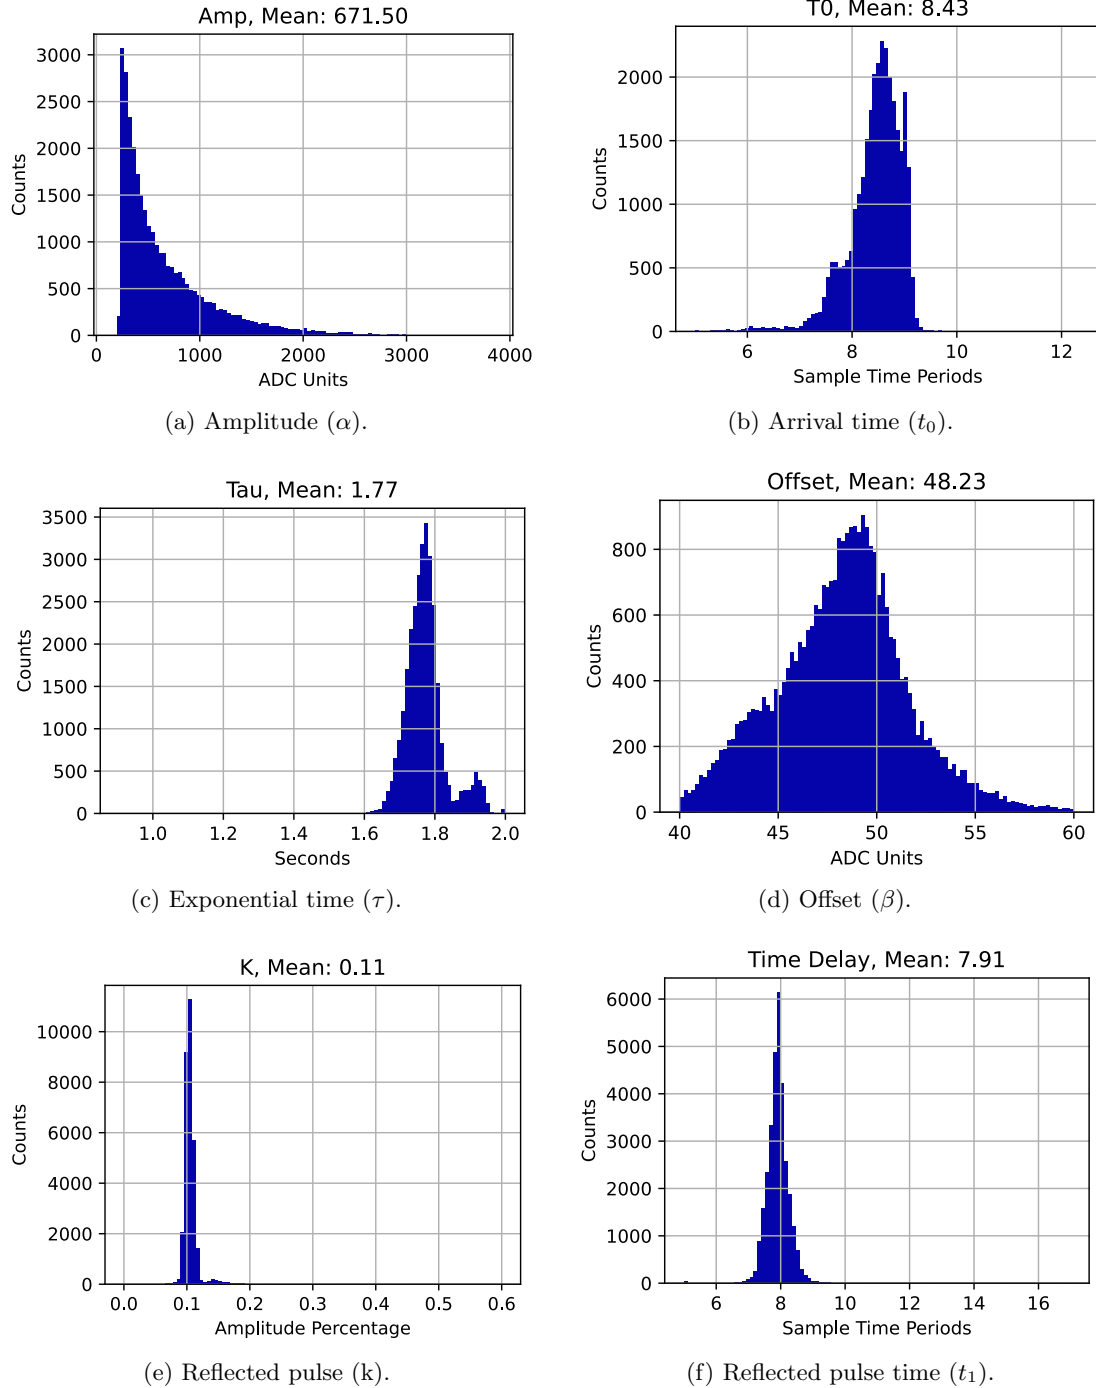 Amp, Mean: 671.50
3000
2500
2000
1500
1000
500
0
Counts
0 1000 2000 3000 4000
ADC Units
(a) Amplitude (α).
T0, Mean: 8.43
2000
1500
1000
500
0
Counts
6 8 10 12
Sample Time Periods
(b) Arrival time (t₀).
Tau, Mean: 1.77
3500
3000
2500
2000
1500
1000
500
0
Counts
1.0 1.2 1.4 1.6 1.8 2.0
Seconds
(c) Exponential time (τ).
Offset, Mean: 48.23
800
600
400
200
0
Counts
40 45 50 55 60
ADC Units
(d) Offset (β).
K, Mean: 0.11
10000
8000
6000
4000
2000
0
Counts
0.0 0.1 0.2 0.3 0.4 0.5 0.6
Amplitude Percentage
(e) Reflected pulse (k).
Time Delay, Mean: 7.91
6000
5000
4000
3000
2000
1000
0
Counts
6 8 10 12 14 16
Sample Time Periods
(f) Reflected pulse time (t₁).